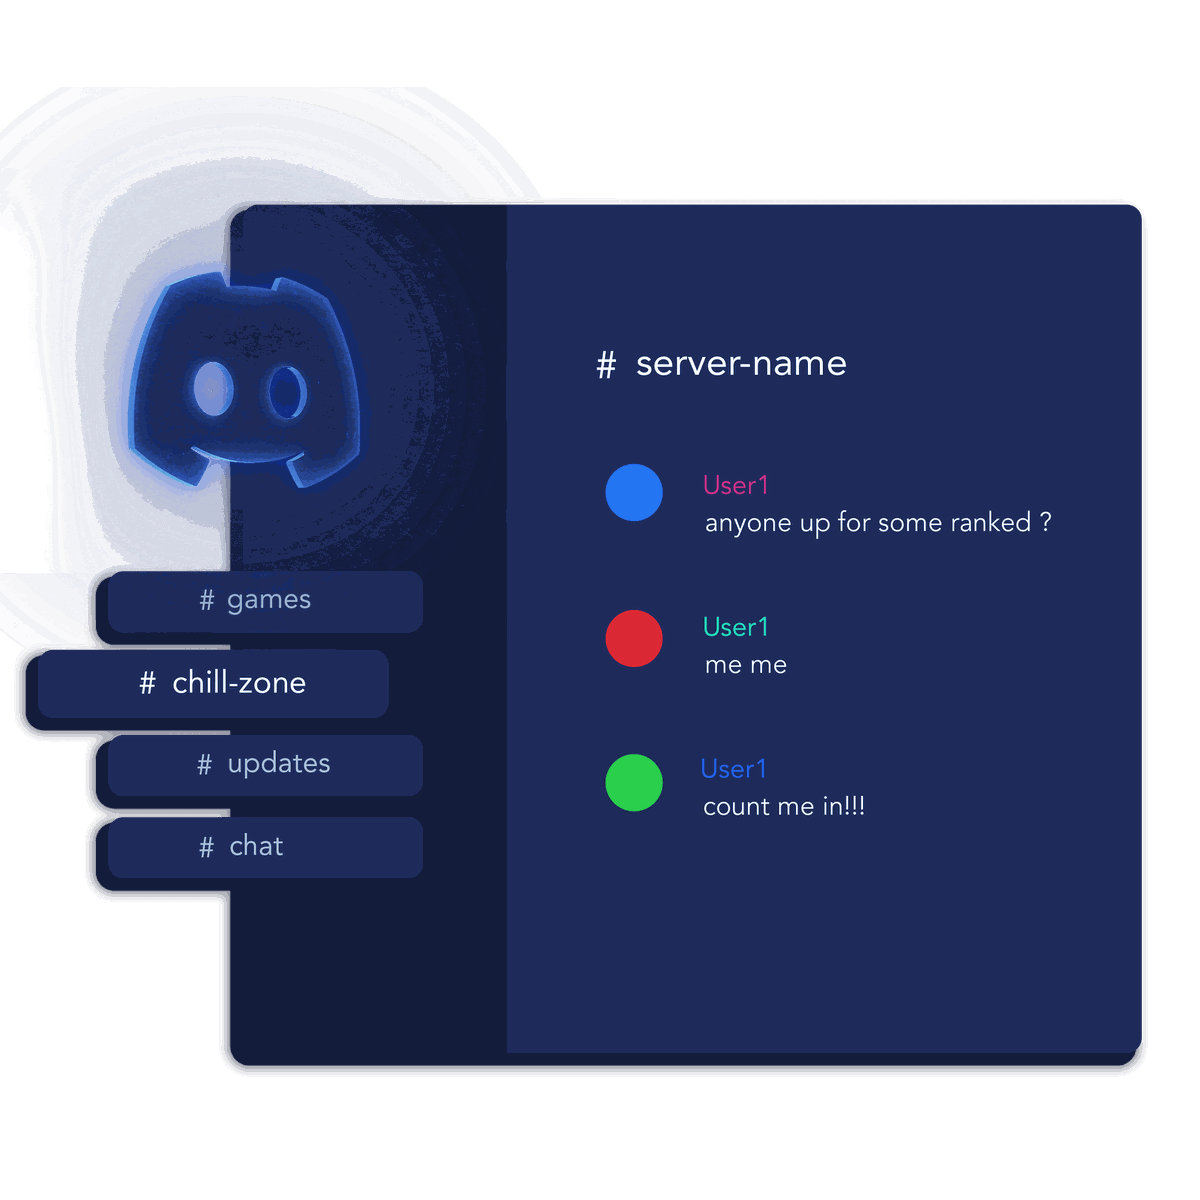 # games
# chill-zone
# updates
# chat
# server-name
User1
anyone up for some ranked ?
User1
me me
User1
count me in!!!